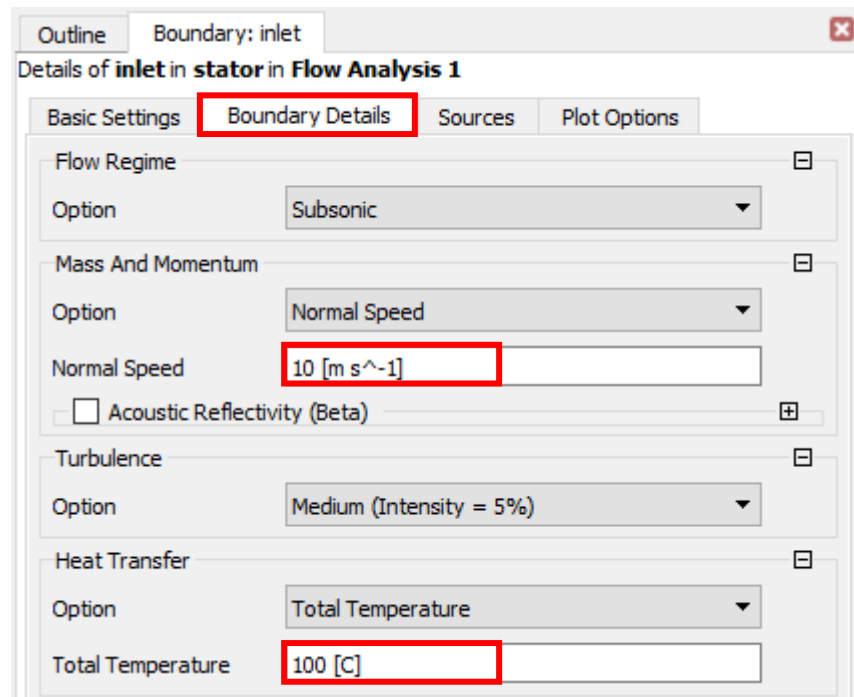 Outline Boundary: inlet
Details of inlet in stator in Flow Analysis 1
Basic Settings Boundary Details Sources Plot Options
Flow Regime
Option Subsonic
Mass And Momentum
Option Normal Speed
Normal Speed 10 [m s^-1]
Acoustic Reflectivity (Beta)
Turbulence
Option Medium (Intensity = 5%)
Heat Transfer
Option Total Temperature
Total Temperature 100 [C]